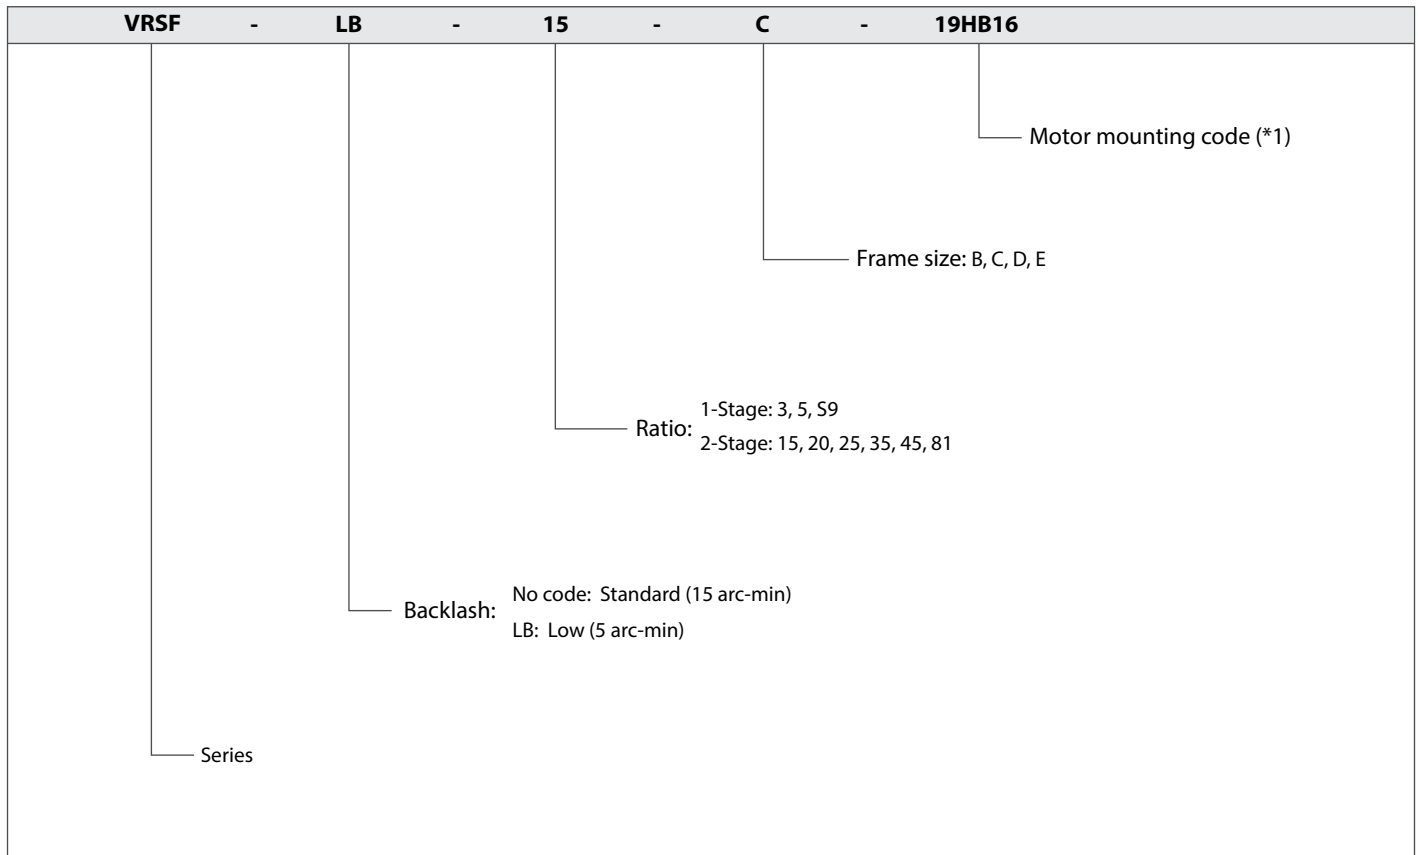 VRSF - LB - 15 - C - 19HB16
Motor mounting code (*1)
Frame size: B, C, D, E
Ratio:
1-Stage: 3, 5, S9
2-Stage: 15, 20, 25, 35, 45, 81
Backlash:
No code: Standard (15 arc-min)
LB: Low (5 arc-min)
Series